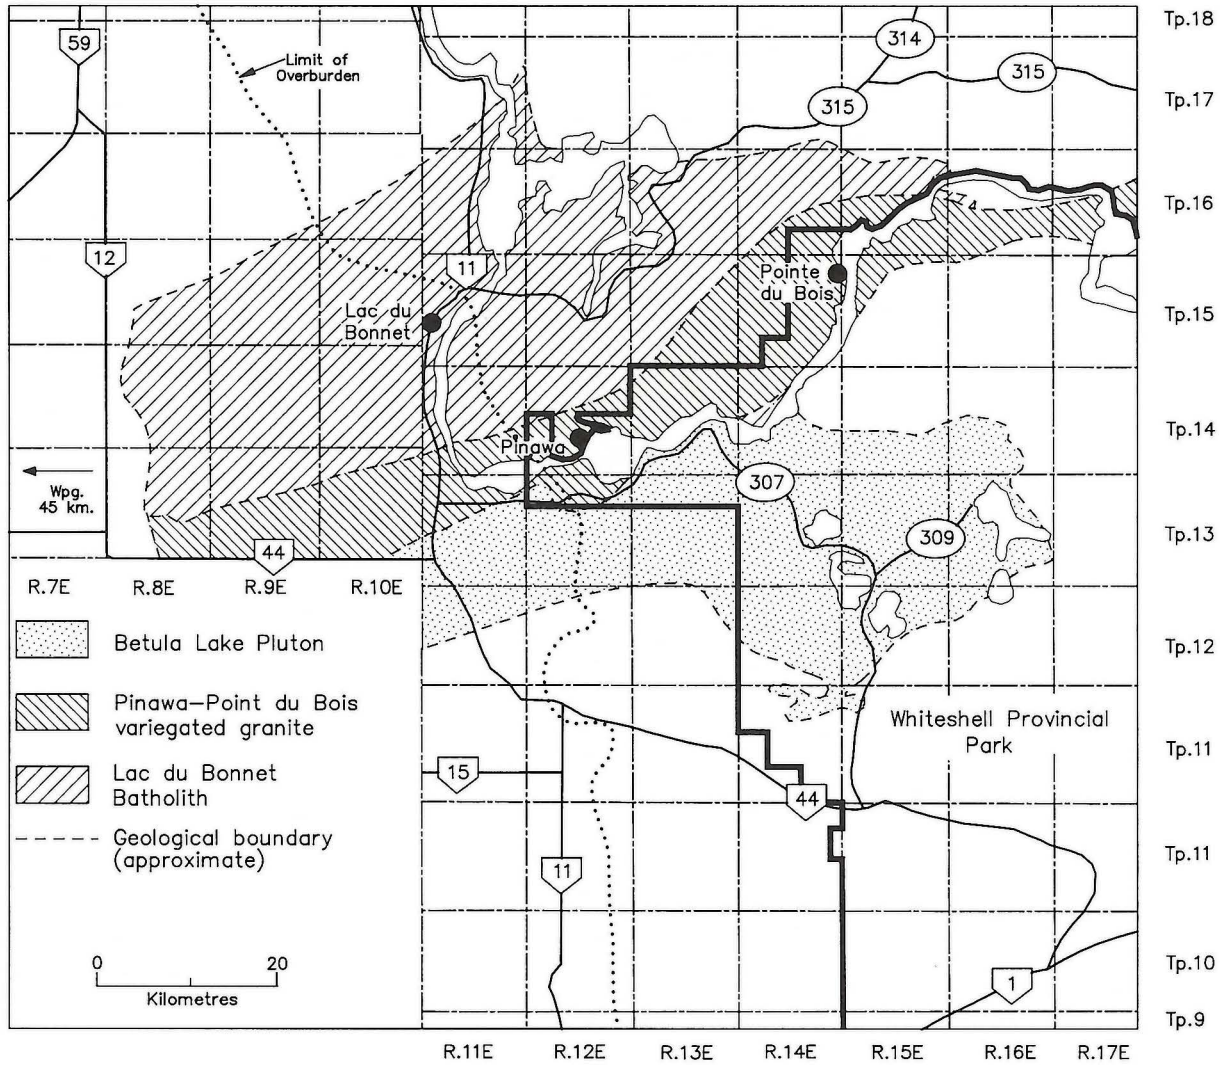 Tp.18
59
314
Limit of
Overburden
315
315
Tp.17
Tp.16
12
11
Pointe
du Bois
Lac du
Bonnet
Tp.15
Pinawa
Tp.14
Wpg.
45 km.
307
309
Tp.13
44
R.7E R.8E R.9E R.10E
Betula Lake Pluton
Tp.12
Pinawa–Point du Bois
variegated granite
Whiteshell Provincial
Park
Tp.11
Lac du Bonnet
Batholith
15
44
Geological boundary
(approximate)
Tp.11
11
0 20
Kilometres
Tp.10
1
Tp.9
R.11E R.12E R.13E R.14E R.15E R.16E R.17E